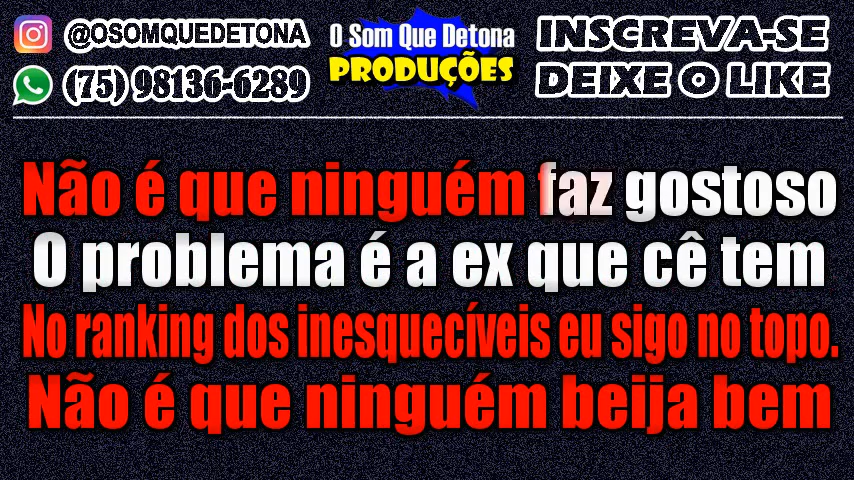 @OSOMQUEDETONA
(75) 98136-6289
O Som Que Detona
PRODUÇÕES
INSCREVA-SE
DEIXE O LIKE
Não é que ninguém faz gostoso
O problema é a ex que cê tem
No ranking dos inesquecíveis eu sigo no topo.
Não é que ninguém beija bem